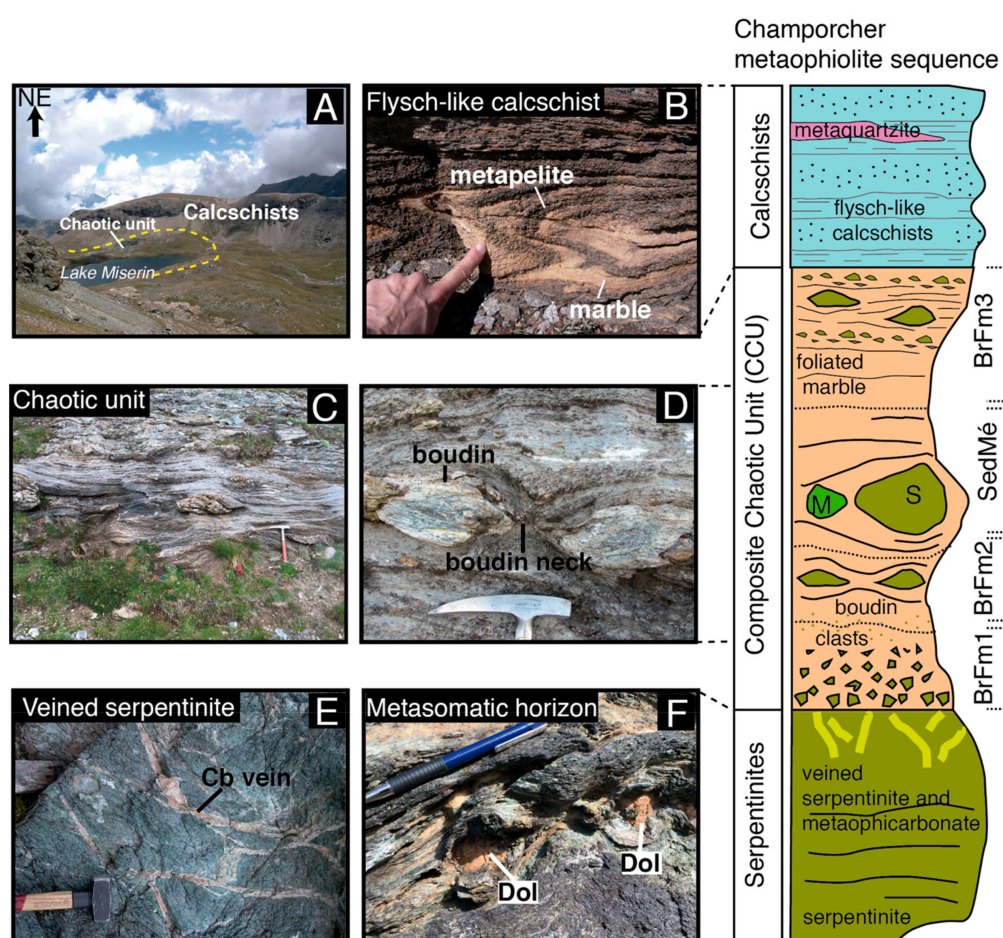 Champorcher
metaophiolite sequence
NE
A
Calcschists
Chaotic unit
Lake Miserin
Flysch-like calcschist
B
metapelite
marble
Chaotic unit
C
D
boudin
boudin neck
Veined serpentinite
E
Cb vein
Metasomatic horizon
F
Dol
Dol
Calcschists
Composite Chaotic Unit (CCU)
Serpentinites
metaquartzite
flysch-like
calcschists
foliated
marble
M
S
boudin
clasts
veined
serpentinite and
metaophicarbonate
serpentinite
BrFm3
SedMé
BrFm2
BrFm1